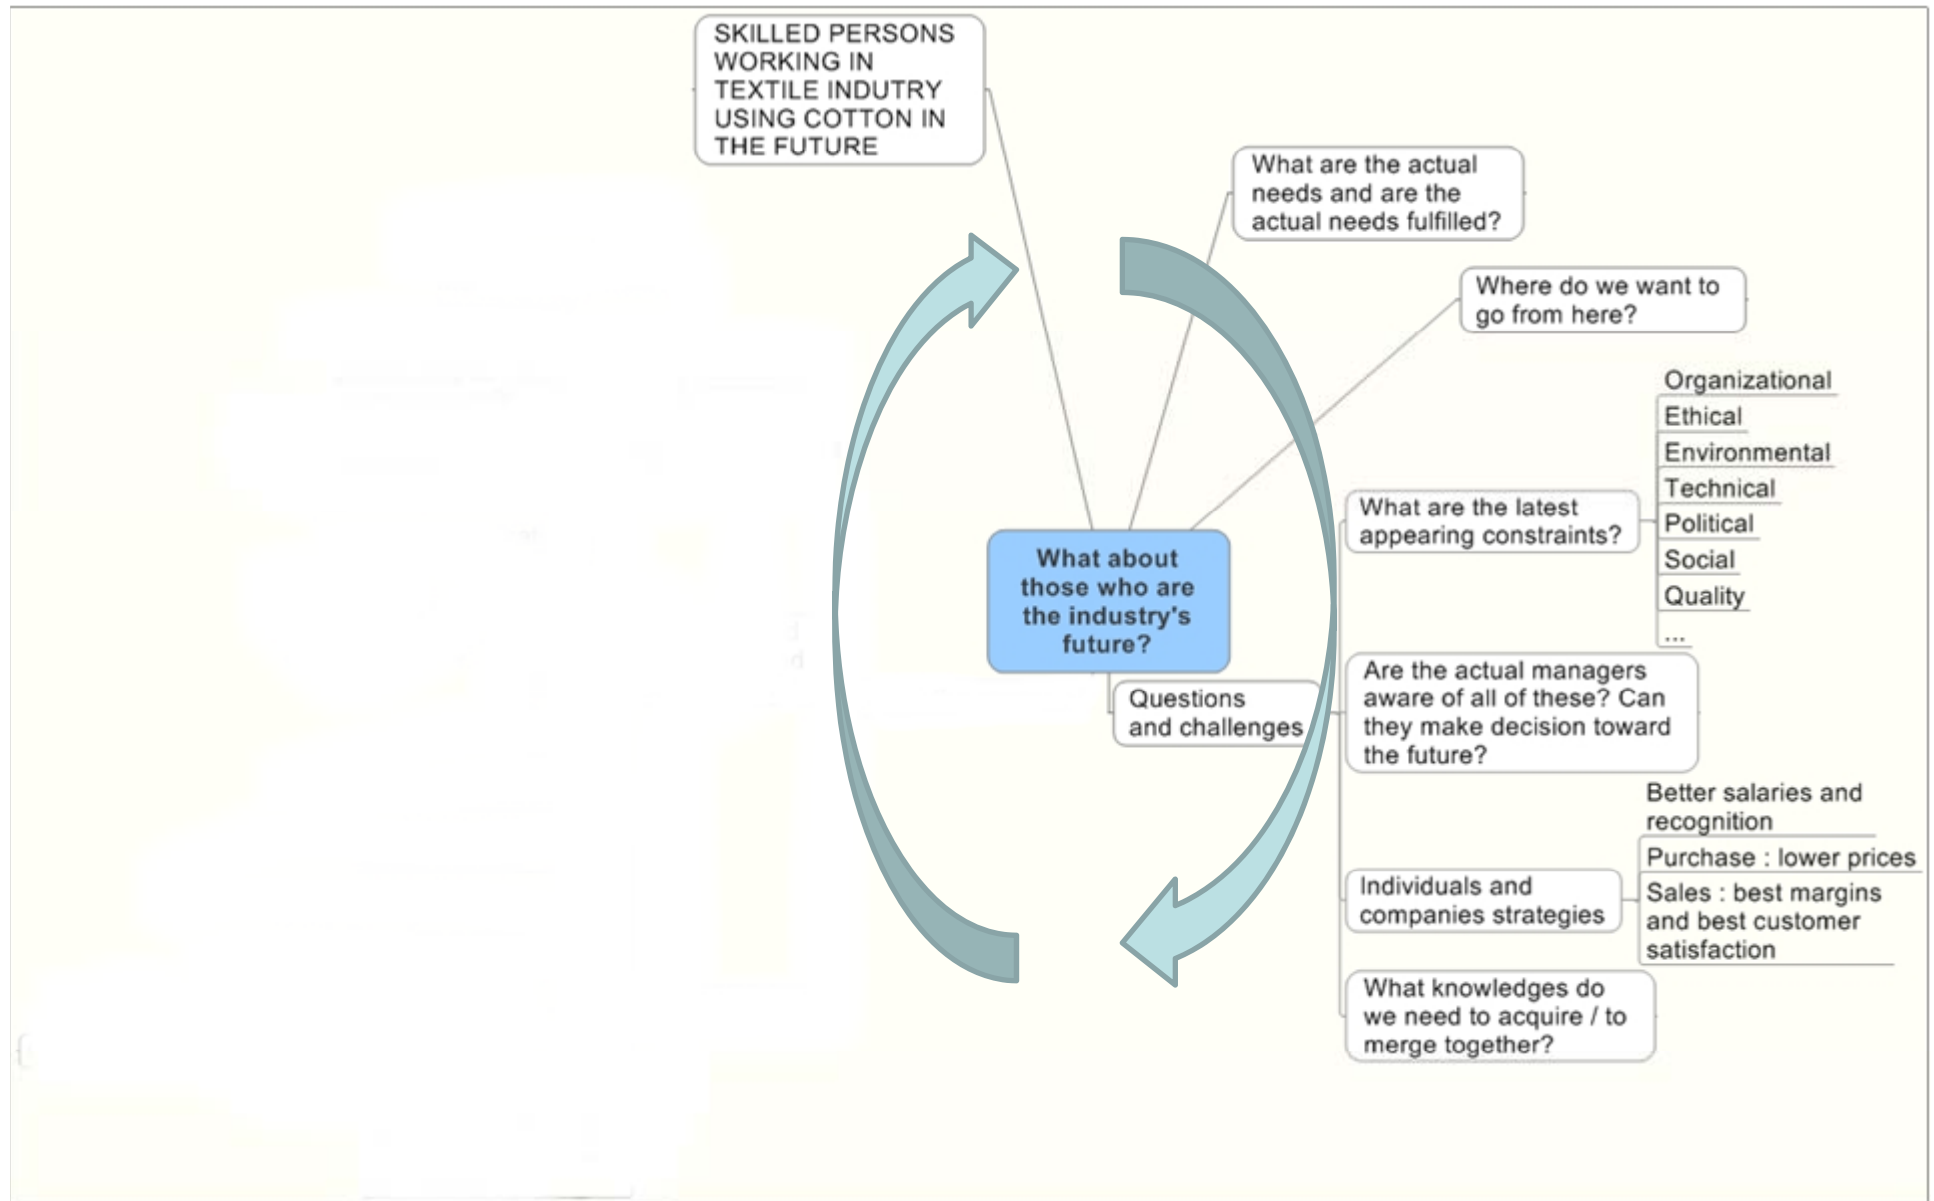 SKILLED PERSONS
WORKING IN
TEXTILE INDUTRY
USING COTTON IN
THE FUTURE
What are the actual
needs and are the
actual needs fulfilled?
Where do we want to
go from here?
What about
those who are
the industry's
future?
Questions
and challenges
What are the latest
appearing constraints?
Organizational
Ethical
Environmental
Technical
Political
Social
Quality
...
Are the actual managers
aware of all of these? Can
they make decision toward
the future?
Individuals and
companies strategies
Better salaries and
recognition
Purchase : lower prices
Sales : best margins
and best customer
satisfaction
What knowledges do
we need to acquire / to
merge together?